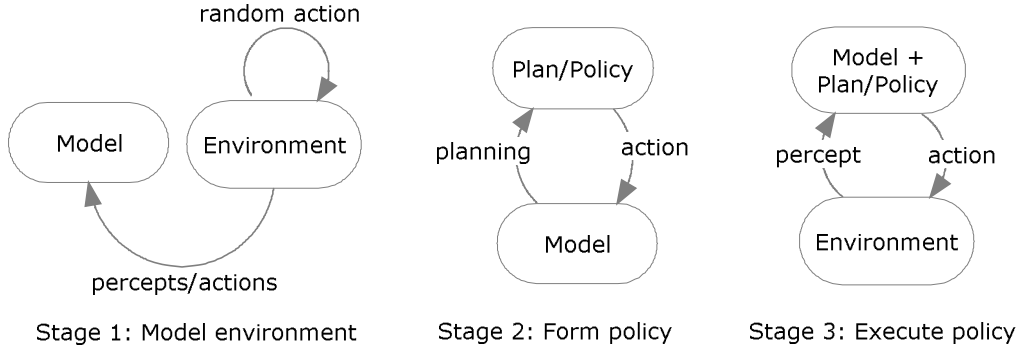 random action
Model
Environment
percepts/actions
Stage 1: Model environment
Plan/Policy
planning
action
Model
Stage 2: Form policy
Model +
Plan/Policy
percept
action
Environment
Stage 3: Execute policy